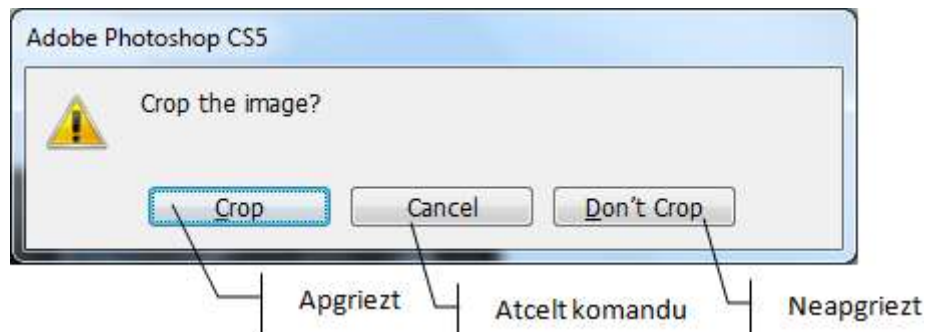 Adobe Photoshop CS5
Crop the image?
Crop Cancel Don't Crop
Apgriezt Atcelt komandu Neapgriezt